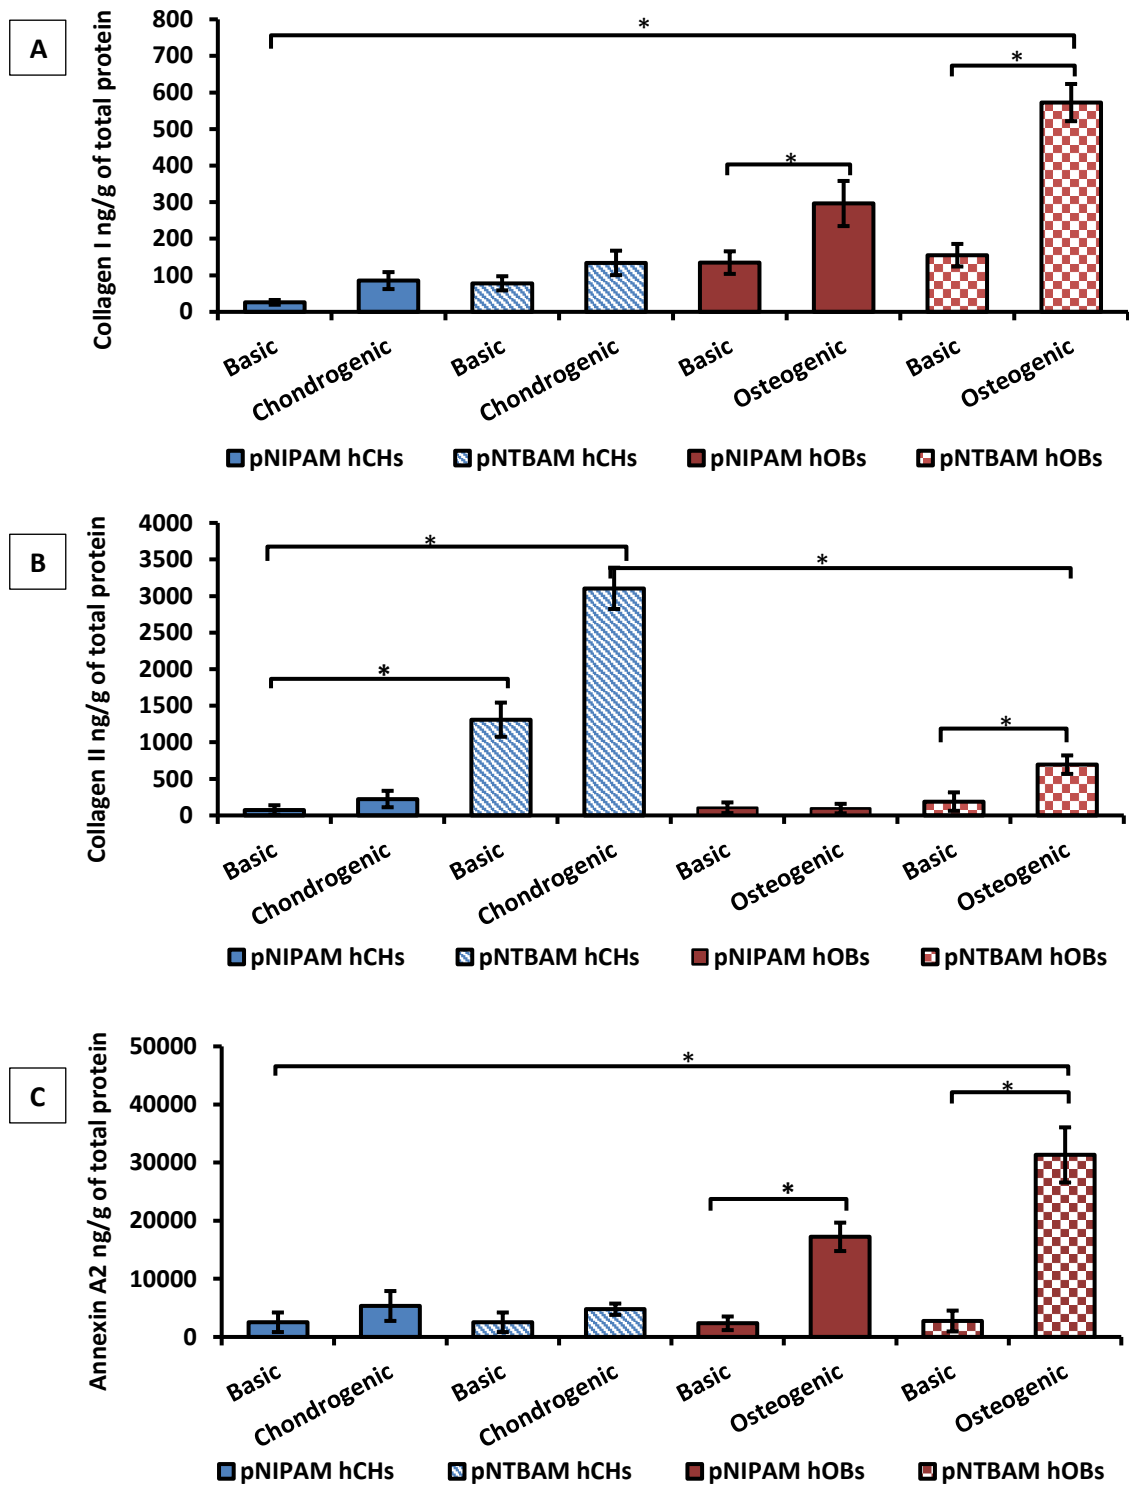 A
Collagen I ng/g of total protein
800
700
600
500
400
300
200
100
0
*
*
*
Basic
Chondrogenic
Basic
Chondrogenic
Basic
Osteogenic
Basic
Osteogenic
pNIPAM hCHs pNTBAM hCHs pNIPAM hOBs pNTBAM hOBs
B
Collagen II ng/g of total protein
4000
3500
3000
2500
2000
1500
1000
500
0
*
*
*
*
Basic
Chondrogenic
Basic
Chondrogenic
Basic
Osteogenic
Basic
Osteogenic
pNIPAM hCHs pNTBAM hCHs pNIPAM hOBs pNTBAM hOBs
C
Annexin A2 ng/g of total protein
50000
40000
30000
20000
10000
0
*
*
*
Basic
Chondrogenic
Basic
Chondrogenic
Basic
Osteogenic
Basic
Osteogenic
pNIPAM hCHs pNTBAM hCHs pNIPAM hOBs pNTBAM hOBs